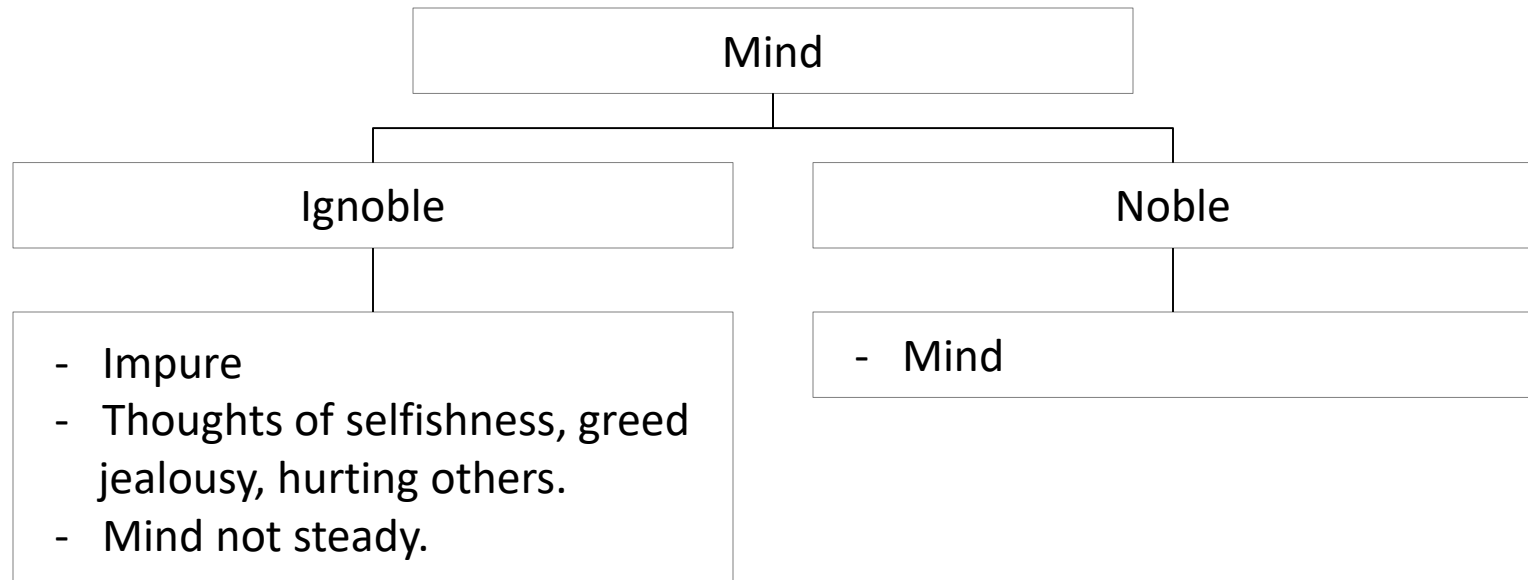 Mind
Ignoble
Noble
- Impure
- Thoughts of selfishness, greed
jealousy, hurting others.
- Mind not steady.
- Mind